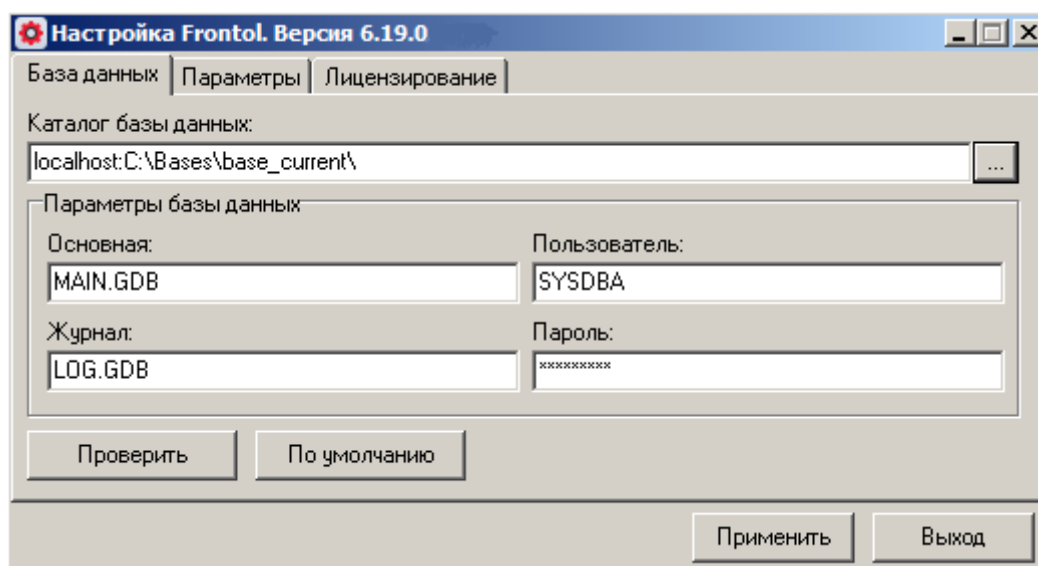 Настройка Frontol. Версия 6.19.0
База данных Параметры Лицензирование
Каталог базы данных:
localhost:C:\Bases\base_current\
...
Параметры базы данных
Основная: Пользователь:
MAIN.GDB SYSDBA
Журнал: Пароль:
LOG.GDB *********
Проверить По умолчанию
Применить Выход